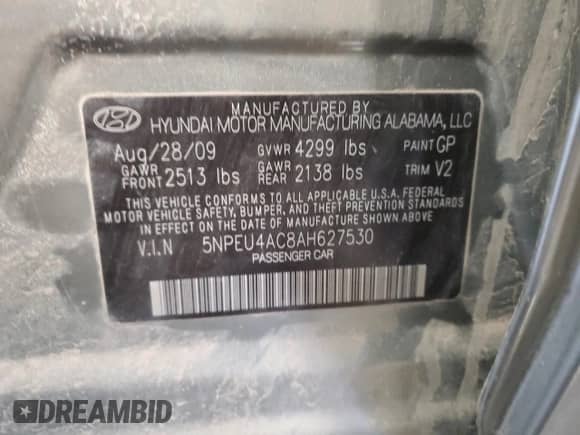 MANUFACTURED BY
HYUNDAI MOTOR MANUFACTURING ALABAMA, LLC
Aug/28/09 GVWR 4299 lbs PAINT GP
GAWR FRONT 2513 lbs GAWR REAR 2138 lbs TRIM V2
THIS VEHICLE CONFORMS TO ALL APPLICABLE U.S.A. FEDERAL
MOTOR VEHICLE SAFETY, BUMPER, AND THEFT PREVENTION STANDARDS
IN EFFECT ON THE DATE OF MANUFACTURE SHOWN ABOVE.
V.I.N 5NPEU4AC8AH627530
PASSENGER CAR
DREAMBID